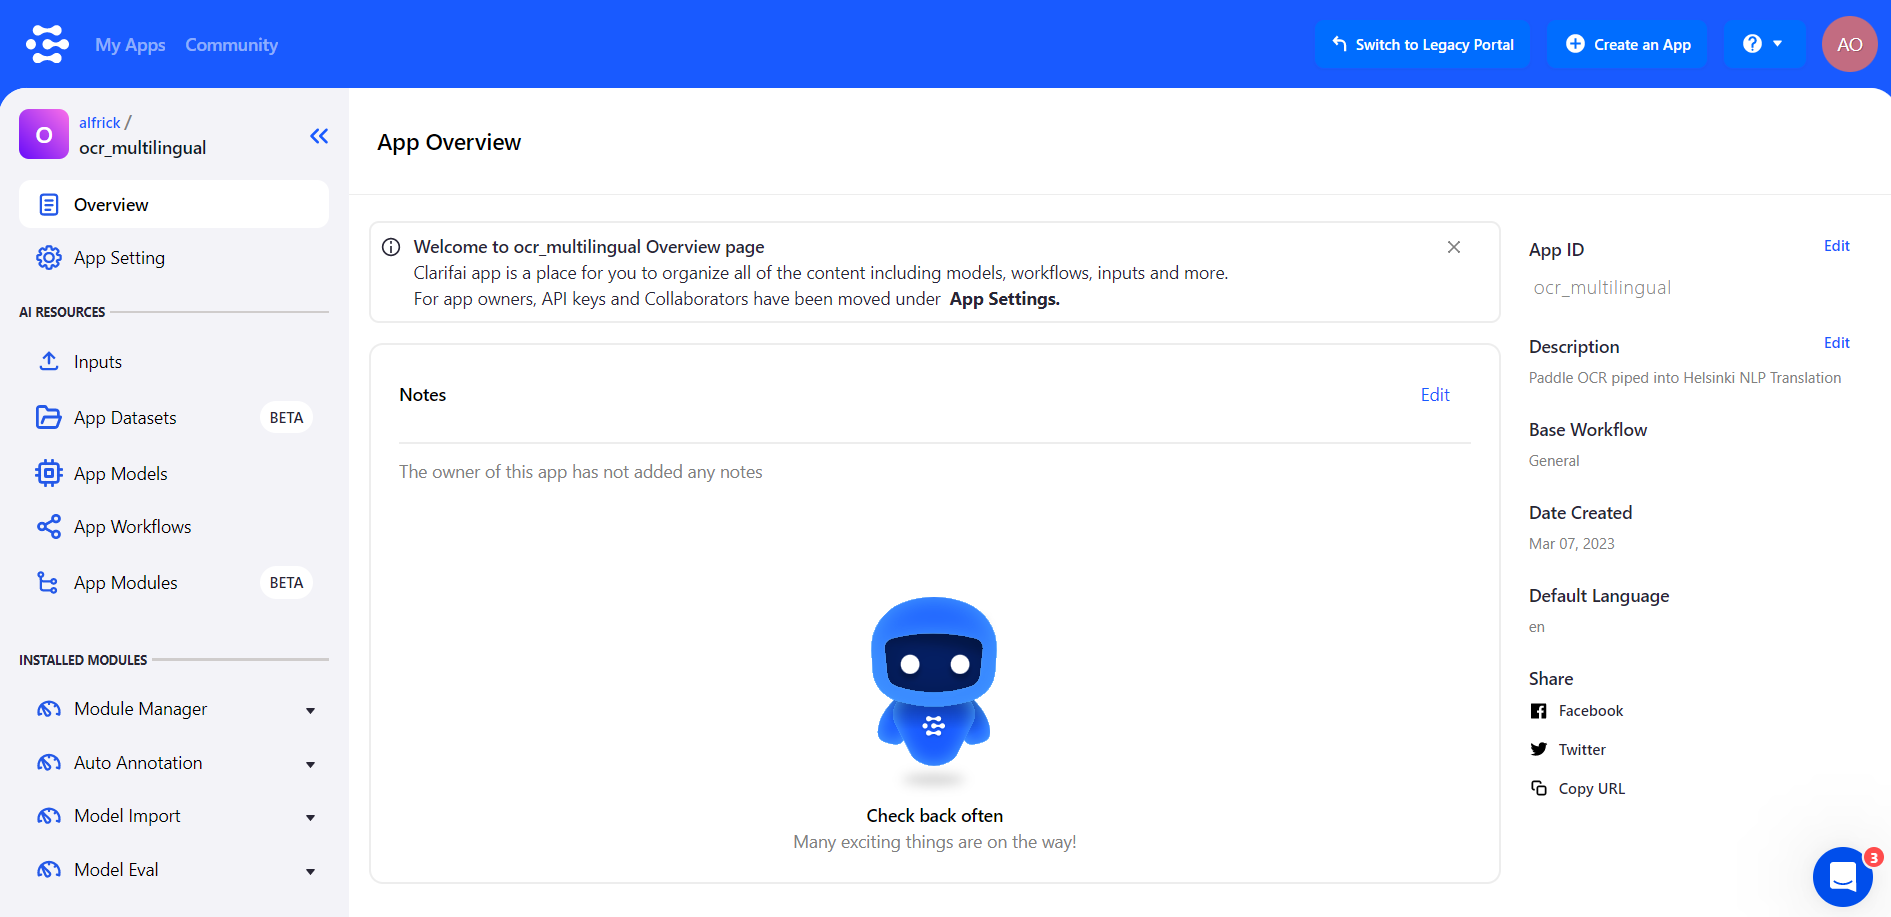 My Apps
Community
Switch to Legacy Portal
Create an App
AO
O
alfrick /
ocr_multilingual
Overview
App Setting
AI RESOURCES
Inputs
App Datasets
BETA
App Models
App Workflows
App Modules
BETA
INSTALLED MODULES
Module Manager
Auto Annotation
Model Import
Model Eval
App Overview
Welcome to ocr_multilingual Overview page
Clarifai app is a place for you to organize all of the content including models, workflows, inputs and more.
For app owners, API keys and Collaborators have been moved under App Settings.
Notes
Edit
The owner of this app has not added any notes
Check back often
Many exciting things are on the way!
App ID
Edit
ocr_multilingual
Description
Edit
Paddle OCR piped into Helsinki NLP Translation
Base Workflow
General
Date Created
Mar 07, 2023
Default Language
en
Share
Facebook
Twitter
Copy URL
3